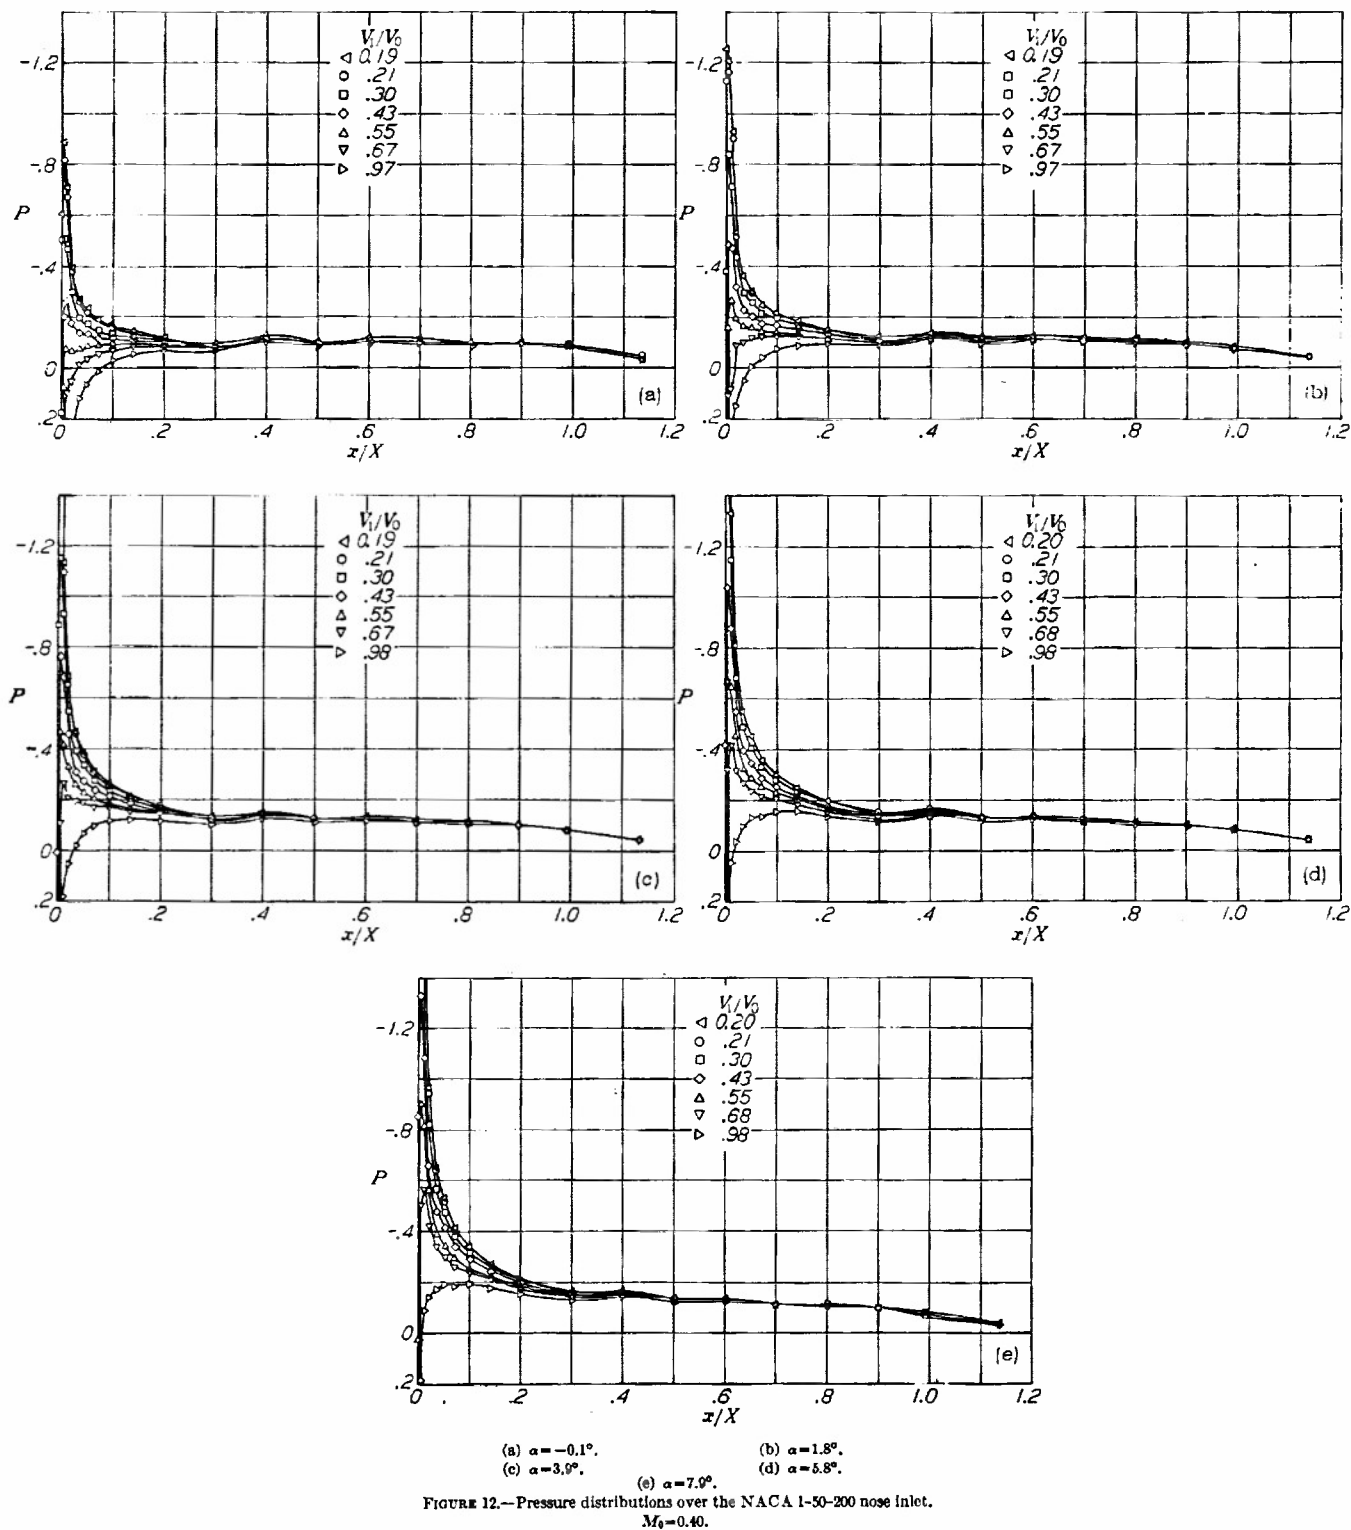 V₁/V₀
0.19
.21
.30
.43
.55
.67
.97
-1.2
-.8
P
-.4
0
.2
(a)
0 .2 .4 .6 .8 1.0 1.2
x/X
V₁/V₀
0.19
.21
.30
.43
.55
.67
.97
-1.2
-.8
P
-.4
0
.2
(b)
0 .2 .4 .6 .8 1.0 1.2
x/X
V₁/V₀
0.19
.21
.30
.43
.55
.67
.98
-1.2
-.8
P
-.4
0
.2
(c)
0 .2 .4 .6 .8 1.0 1.2
x/X
V₁/V₀
0.20
.21
.30
.43
.55
.68
.98
-1.2
-.8
P
-.4
0
.2
(d)
0 .2 .4 .6 .8 1.0 1.2
x/X
V₁/V₀
0.20
.21
.30
.43
.55
.68
.98
-1.2
-.8
P
-.4
0
.2
(e)
0 .2 .4 .6 .8 1.0 1.2
x/X
(a) α=-0.1°. (b) α=1.8°.
(c) α=3.9°. (d) α=5.8°.
(e) α=7.9°.
FIGURE 12.—Pressure distributions over the NACA 1-50-200 nose inlet.
M₀=0.40.